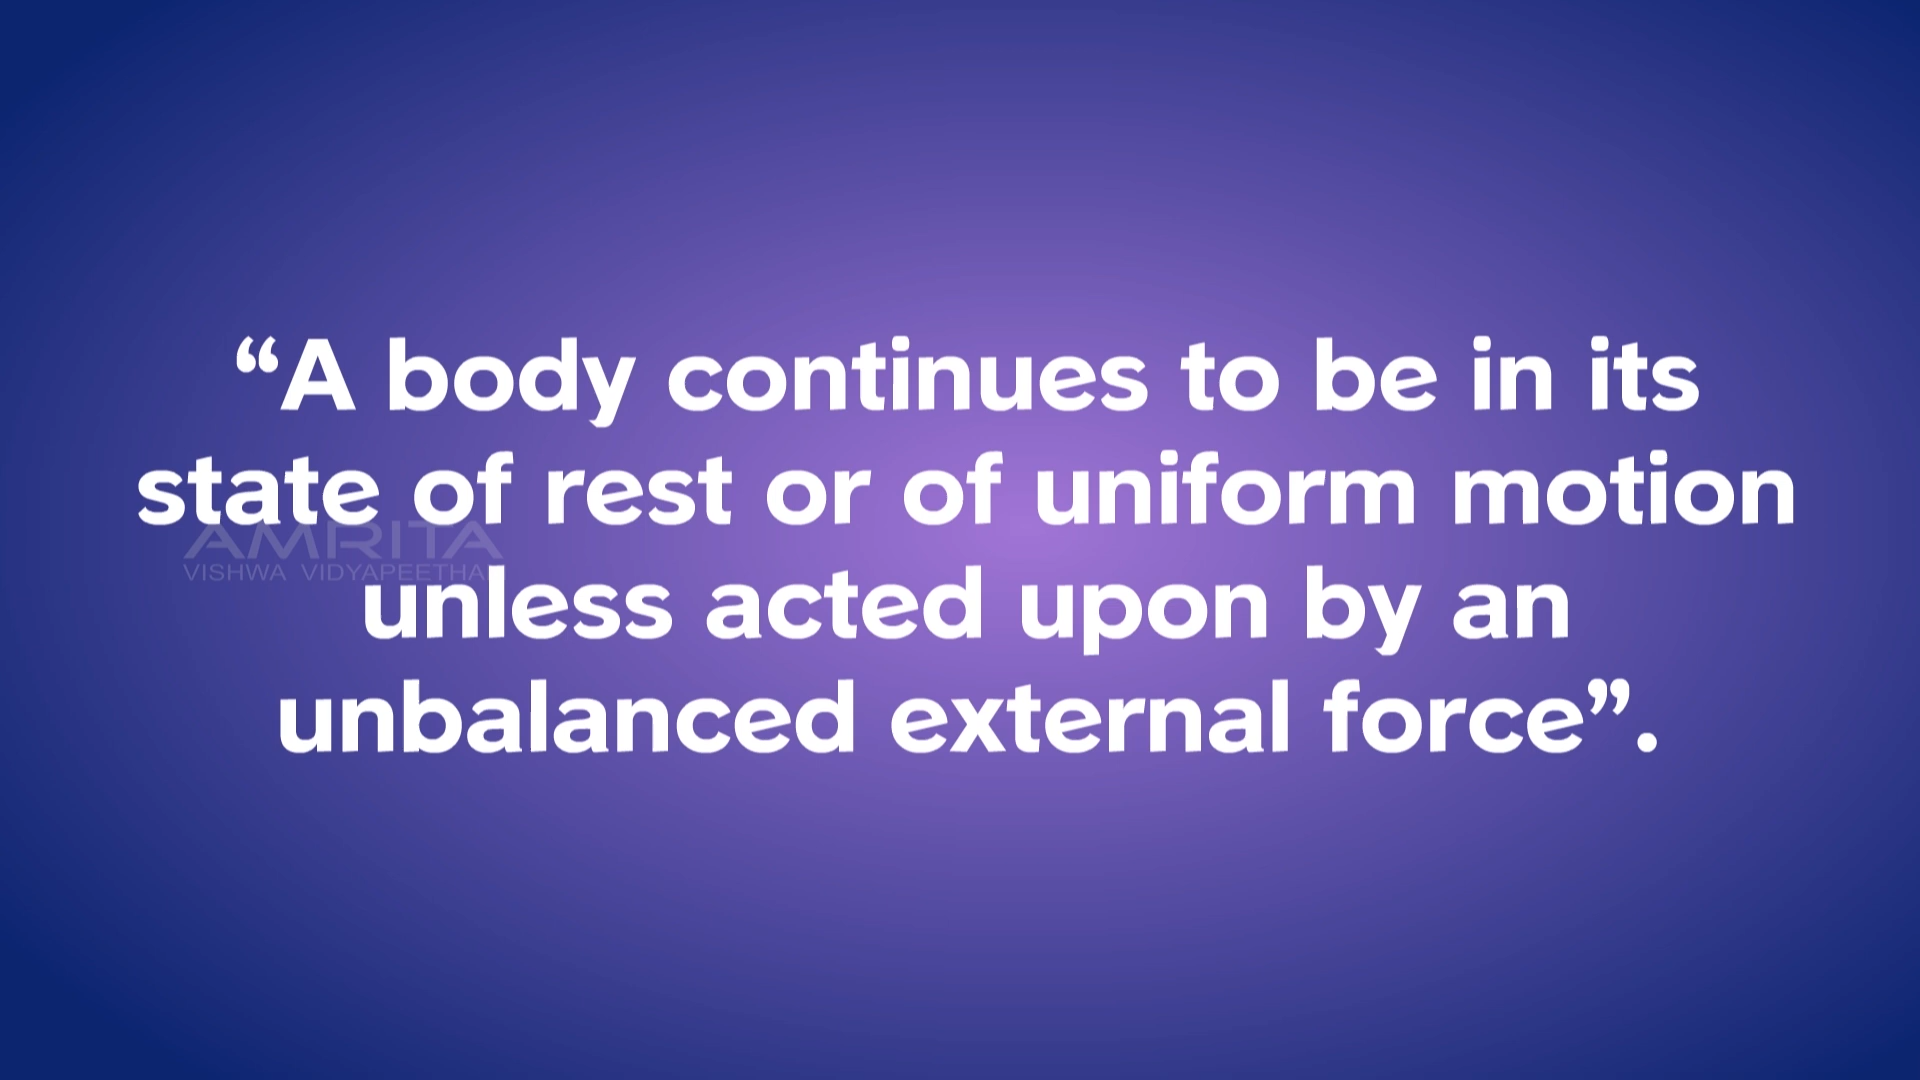 “A body continues to be in its
state of rest or of uniform motion
AMRITA
VISHWA VIDYAPEETHA
unless acted upon by an
unbalanced external force”.